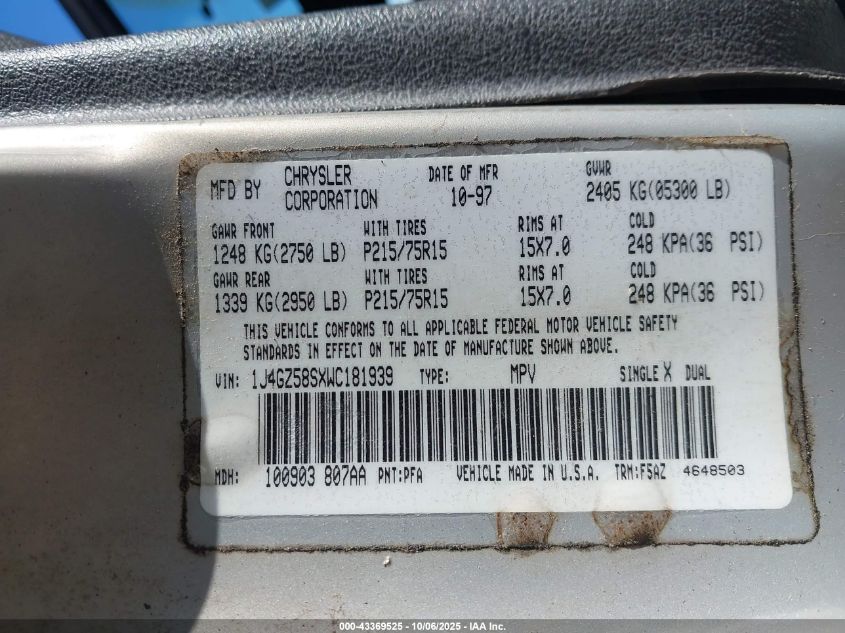 MFD BY CHRYSLER CORPORATION DATE OF MFR 10-97 GVWR 2405 KG(05300 LB)
GAWR FRONT WITH TIRES RIMS AT COLD
1248 KG(2750 LB) P215/75R15 15X7.0 248 KPA(36 PSI)
GAWR REAR WITH TIRES RIMS AT COLD
1339 KG(2950 LB) P215/75R15 15X7.0 248 KPA(36 PSI)
THIS VEHICLE CONFORMS TO ALL APPLICABLE FEDERAL MOTOR VEHICLE SAFETY
STANDARDS IN EFFECT ON THE DATE OF MANUFACTURE SHOWN ABOVE.
VIN: 1J4GZ58SXWC181939 TYPE: MPV SINGLE X DUAL
MDH: 100903 807AA PNT:PFA VEHICLE MADE IN U.S.A. TRM:F5AZ 4648503
000-43369525 - 10/06/2025 - IAA Inc.